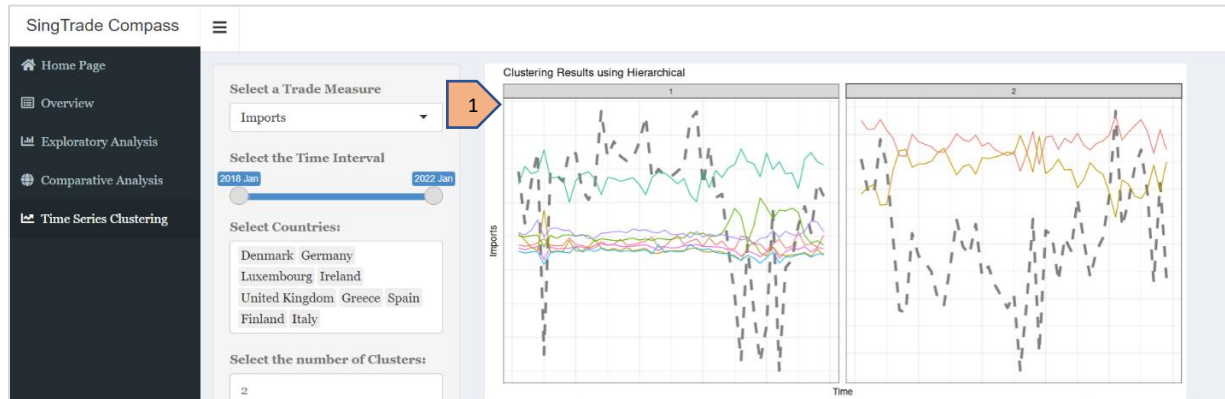 SingTrade Compass
Home Page
Overview
Exploratory Analysis
Comparative Analysis
Time Series Clustering
Select a Trade Measure
Imports
Select the Time Interval
2018 Jan 2022 Jan
Select Countries:
Denmark Germany
Luxembourg Ireland
United Kingdom Greece Spain
Finland Italy
Select the number of Clusters:
2
1
Clustering Results using Hierarchical
1 2
Imports
Time